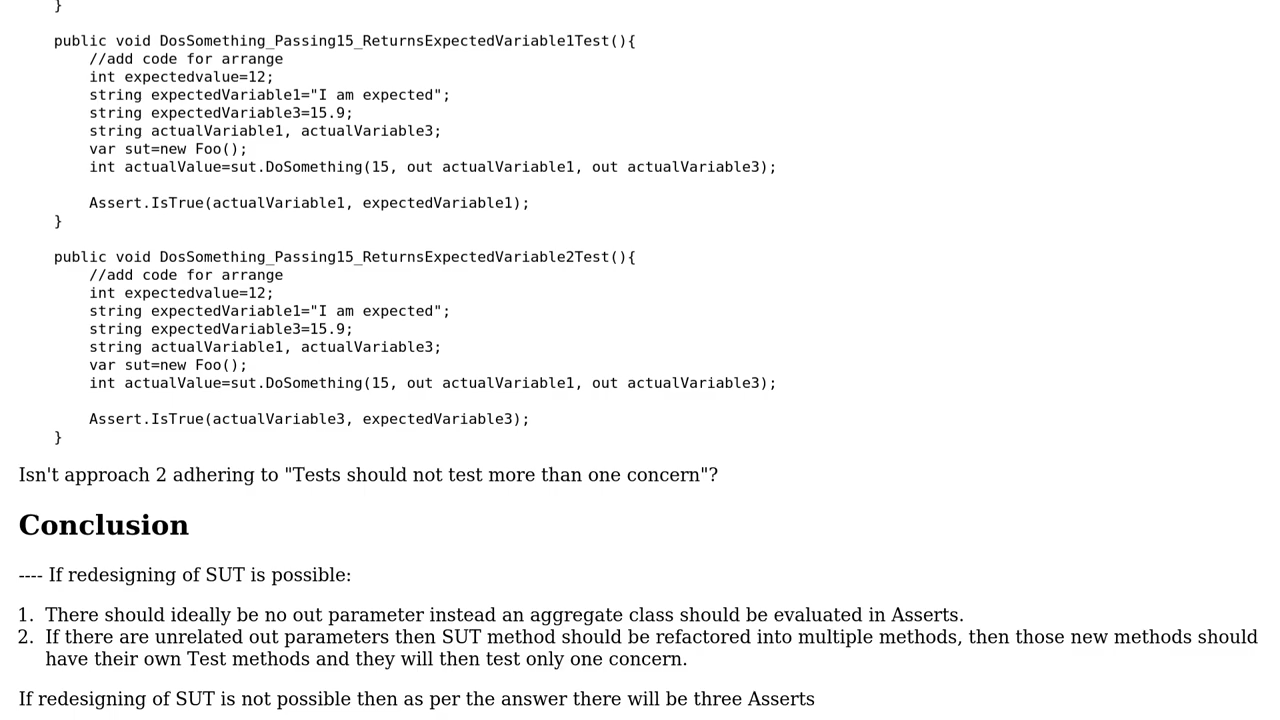 }
public void DosSomething_Passing15_ReturnsExpectedVariable1Test(){
//add code for arrange
int expectedvalue=12;
string expectedVariable1="I am expected";
string expectedVariable3=15.9;
string actualVariable1, actualVariable3;
var sut=new Foo();
int actualValue=sut.DoSomething(15, out actualVariable1, out actualVariable3);
Assert.IsTrue(actualVariable1, expectedVariable1);
}
public void DosSomething_Passing15_ReturnsExpectedVariable2Test(){
//add code for arrange
int expectedvalue=12;
string expectedVariable1="I am expected";
string expectedVariable3=15.9;
string actualVariable1, actualVariable3;
var sut=new Foo();
int actualValue=sut.DoSomething(15, out actualVariable1, out actualVariable3);
Assert.IsTrue(actualVariable3, expectedVariable3);
}
Isn't approach 2 adhering to "Tests should not test more than one concern"?
Conclusion
---- If redesigning of SUT is possible:
1. There should ideally be no out parameter instead an aggregate class should be evaluated in Asserts.
2. If there are unrelated out parameters then SUT method should be refactored into multiple methods, then those new methods should
have their own Test methods and they will then test only one concern.
If redesigning of SUT is not possible then as per the answer there will be three Asserts